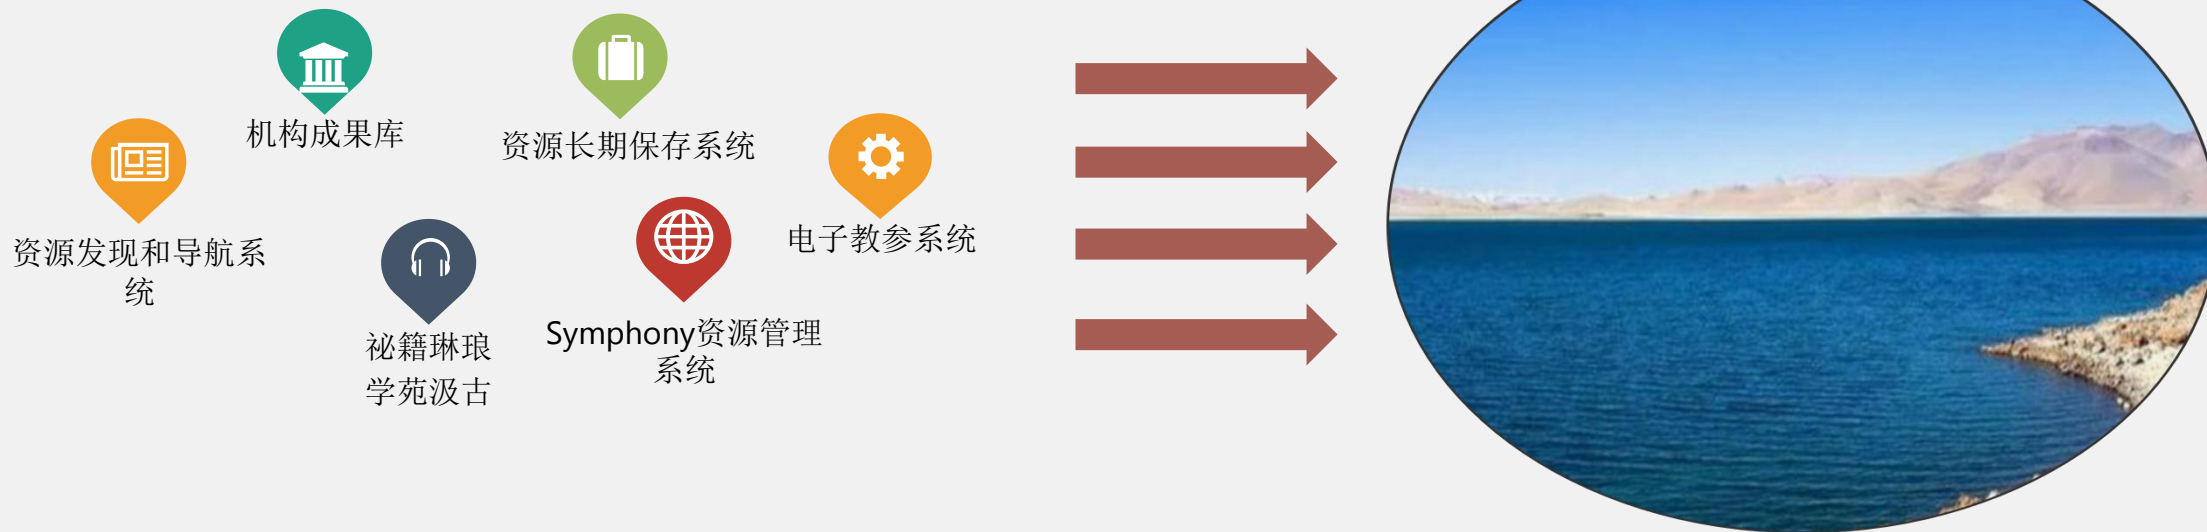 机构成果库
资源长期保存系统
资源发现和导航系
统
电子教参系统
祕籍琳琅
学苑汲古
Symphony资源管理
系统